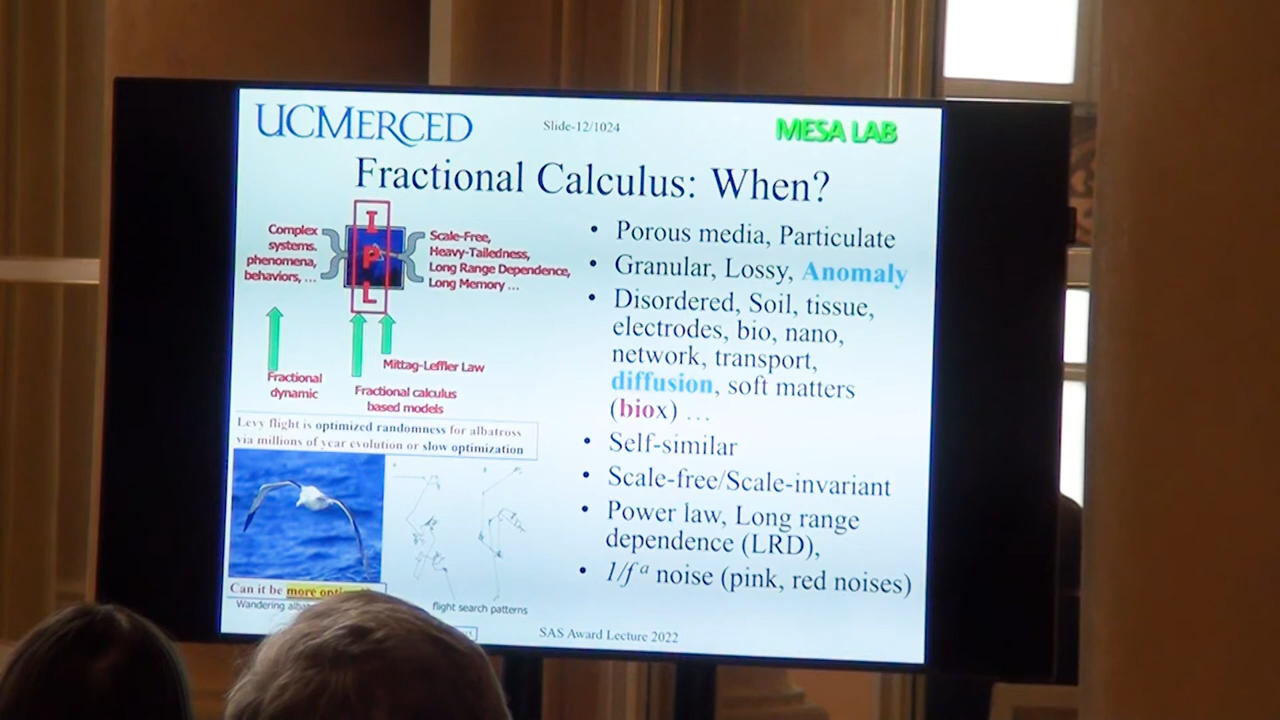 UCMERCED
Slide-12/1024
MESA LAB
Fractional Calculus: When?
Complex
systems.
phenomena,
behaviors, ...
I
P
L
Scale-Free,
Heavy-Tailedness,
Long Range Dependence,
Long Memory ...
Mittag-Leffler Law
Fractional
dynamic
Fractional calculus
based models
Levy flight is optimized randomness for albatross
via millions of year evolution or slow optimization
Can it be more
Wandering
flight search patterns
• Porous media, Particulate
• Granular, Lossy, Anomaly
• Disordered, Soil, tissue,
electrodes, bio, nano,
network, transport,
diffusion, soft matters
(biox) ...
• Self-similar
• Scale-free/Scale-invariant
• Power law, Long range
dependence (LRD),
• 1/f^a noise (pink, red noises)
SAS Award Lecture 2022